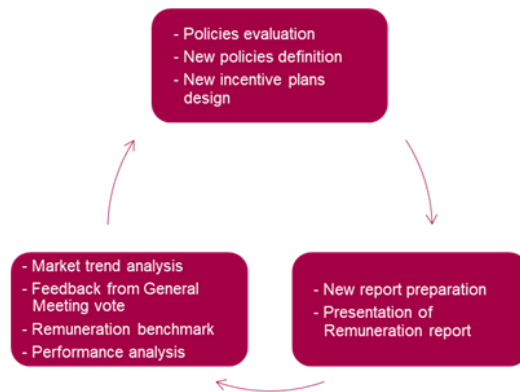 - Policies evaluation
- New policies definition
- New incentive plans
design
- Market trend analysis
- Feedback from General
Meeting vote
- Remuneration benchmark
- Performance analysis
- New report preparation
- Presentation of
Remuneration report